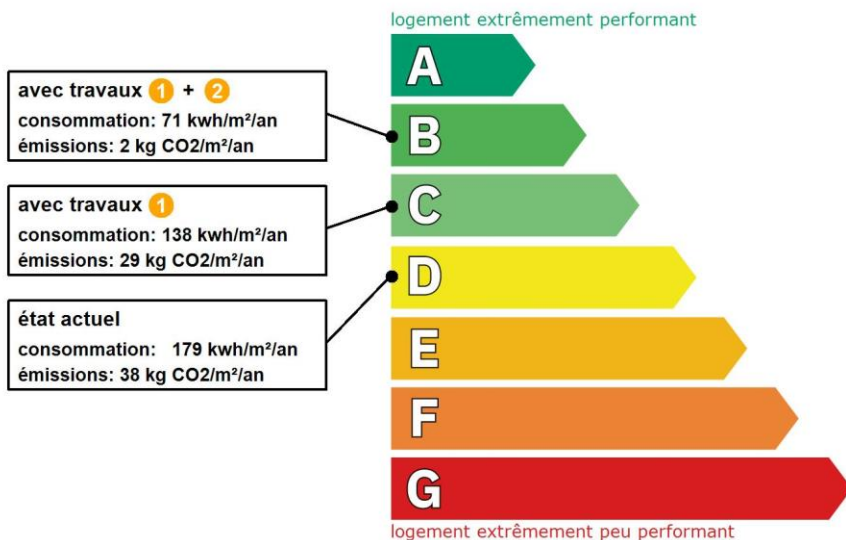 logement extrêmement performant
A
avec travaux 1 + 2
consommation: 71 kwh/m²/an
émissions: 2 kg CO2/m²/an
B
avec travaux 1
consommation: 138 kwh/m²/an
émissions: 29 kg CO2/m²/an
C
D
état actuel
consommation: 179 kwh/m²/an
émissions: 38 kg CO2/m²/an
E
F
G
logement extrêmement peu performant